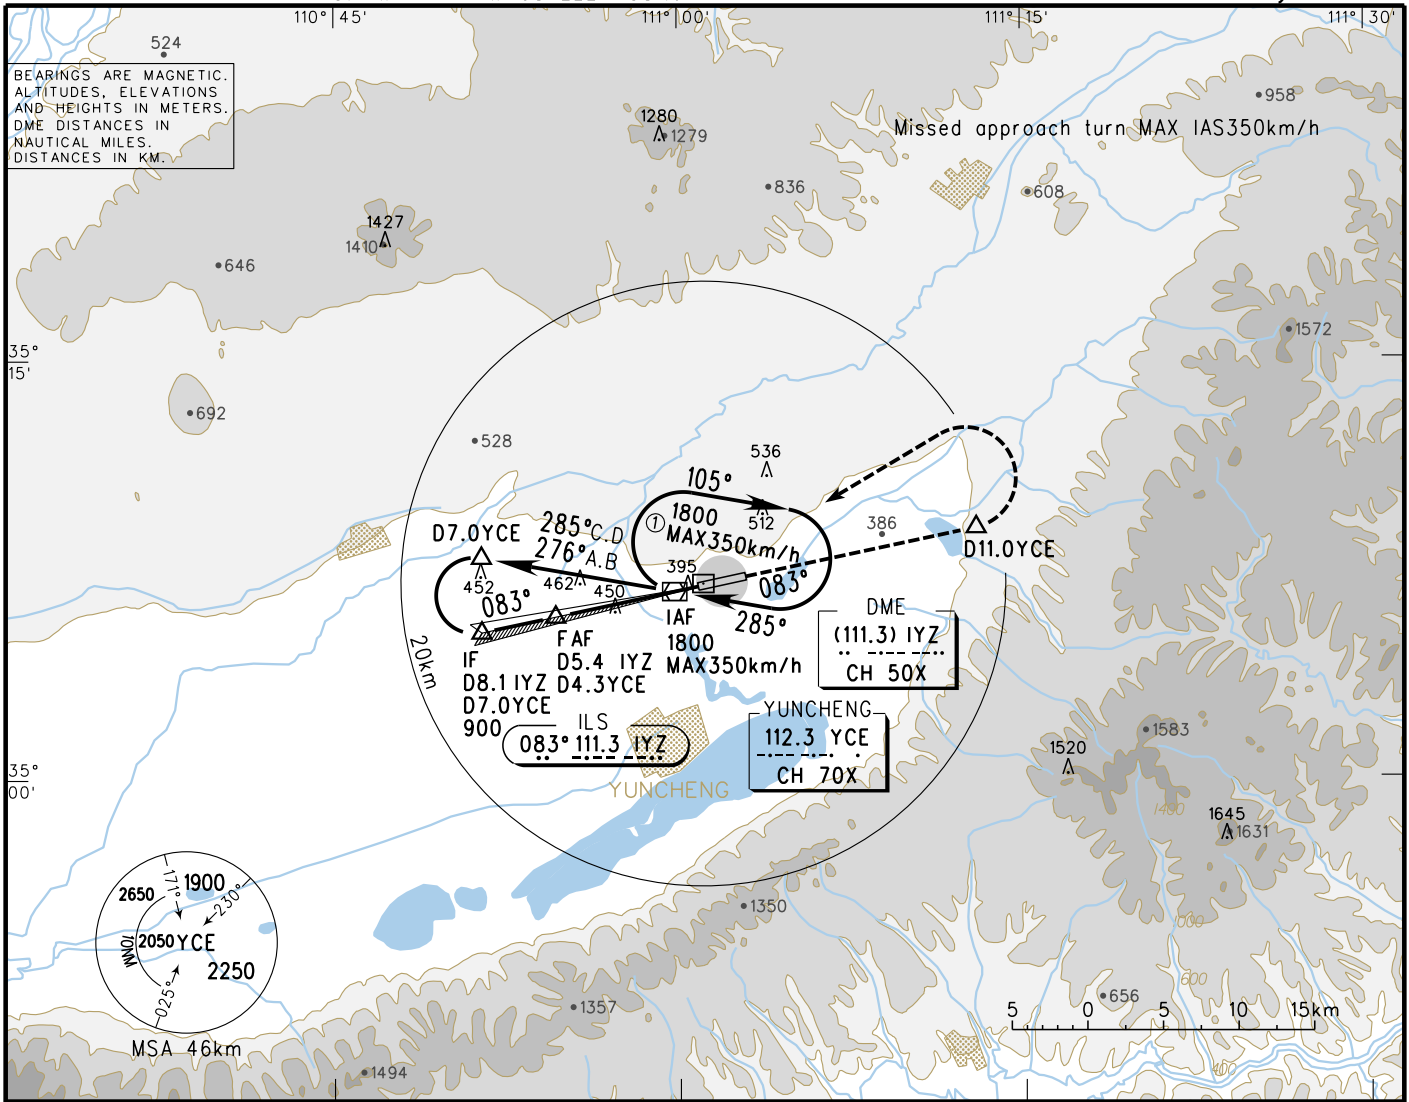 110° 45'
111° 00'
111° 15'
111° 30'
524
BEARINGS ARE MAGNETIC.
ALTITUDES, ELEVATIONS
AND HEIGHTS IN METERS.
DME DISTANCES IN
NAUTICAL MILES.
DISTANCES IN KM.
958
1280
1279
Missed approach turn MAX IAS350km/h
836
608
1427
1410
646
1572
35°
15'
692
528
536
105°
1800
MAX350km/h
①
512
386
D7.0YCE
285°C.D
276°A.B
D11.0YCE
395
452
462
450
083°
083°
285°
IAF
1800
MAX350km/h
FAF
D5.4 IYZ
D4.3YCE
IF
D8.1 IYZ
D7.0YCE
900
20km
DME
(111.3) IYZ
CH 50X
ILS
083° 111.3 IYZ
YUNCHENG
112.3 YCE
CH 70X
YUNCHENG
1583
1520
35°
00'
1400
1645
1631
2650
171°
1900
230°
2050
YCE
10NM
2250
025°
MSA 46km
1350
1000
1357
600
656
5 0 5 10 15km
1494
400